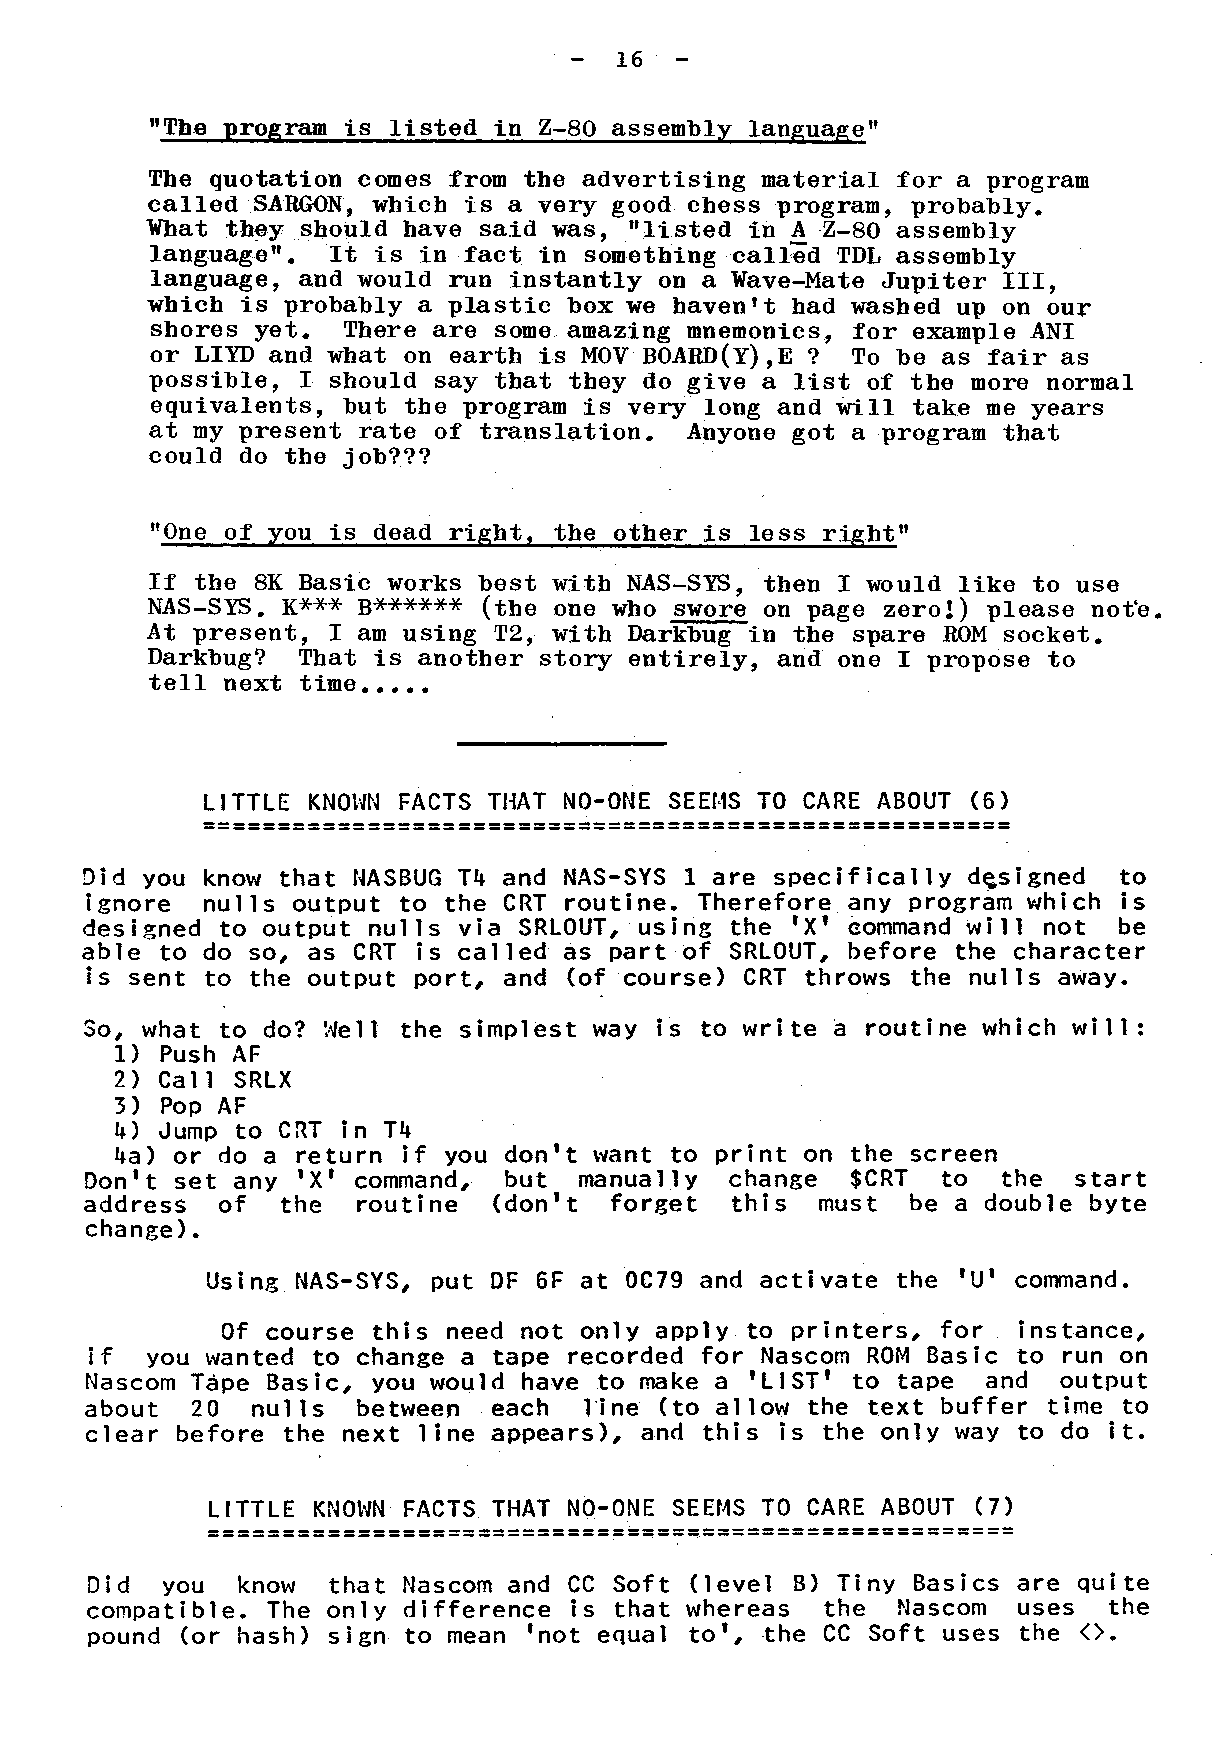 - 16 -
"The program is listed in Z-80 assembly language"
The quotation comes from the advertising material for a program
called SARGON, which is a very good chess program, probably.
What they should have said was, "listed in A Z-80 assembly
language". It is in fact in something called TDL assembly
language, and would run instantly on a Wave-Mate Jupiter III,
which is probably a plastic box we haven't had washed up on our
shores yet. There are some amazing mnemonics, for example ANI
or LIYD and what on earth is MOV BOARD(Y),E ? To be as fair as
possible, I should say that they do give a list of the more normal
equivalents, but the program is very long and will take me years
at my present rate of translation. Anyone got a program that
could do the job???
"One of you is dead right, the other is less right"
If the 8K Basic works best with NAS-SYS, then I would like to use
NAS-SYS. K*** B****** (the one who swore on page zero!) please note.
At present, I am using T2, with Darkbug in the spare ROM socket.
Darkbug? That is another story entirely, and one I propose to
tell next time.....
LITTLE KNOWN FACTS THAT NO-ONE SEEMS TO CARE ABOUT (6)
======================================================
Did you know that NASBUG T4 and NAS-SYS 1 are specifically designed to
ignore nulls output to the CRT routine. Therefore any program which is
designed to output nulls via SRLOUT, using the 'X' command will not be
able to do so, as CRT is called as part of SRLOUT, before the character
is sent to the output port, and (of course) CRT throws the nulls away.
So, what to do? Well the simplest way is to write a routine which will:
1) Push AF
2) Call SRLX
3) Pop AF
4) Jump to CRT in T4
4a) or do a return if you don't want to print on the screen
Don't set any 'X' command, but manually change $CRT to the start
address of the routine (don't forget this must be a double byte
change).
Using NAS-SYS, put DF 6F at 0C79 and activate the 'U' command.
Of course this need not only apply to printers, for instance,
if you wanted to change a tape recorded for Nascom ROM Basic to run on
Nascom Tape Basic, you would have to make a 'LIST' to tape and output
about 20 nulls between each line (to allow the text buffer time to
clear before the next line appears), and this is the only way to do it.
LITTLE KNOWN FACTS THAT NO-ONE SEEMS TO CARE ABOUT (7)
======================================================
Did you know that Nascom and CC Soft (level B) Tiny Basics are quite
compatible. The only difference is that whereas the Nascom uses the
pound (or hash) sign to mean 'not equal to', the CC Soft uses the <>.